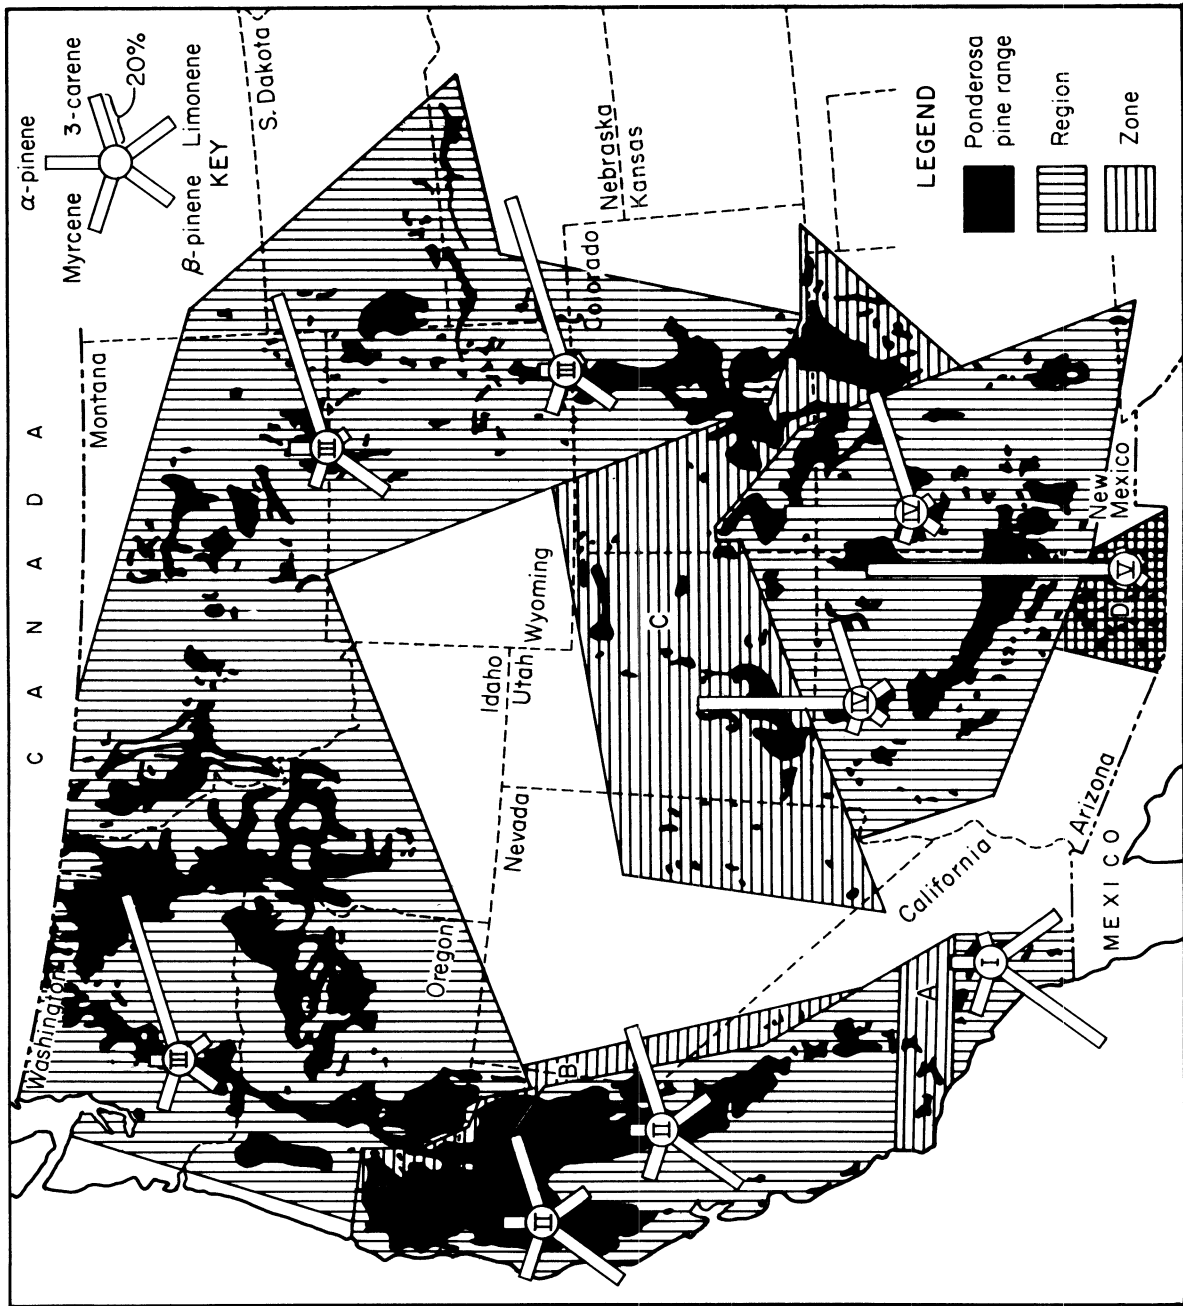 CANADA
α-pinene
Myrcene
3-carene
20%
β-pinene Limonene
KEY
Washington
Montana
S. Dakota
Oregon
Idaho
Wyoming
Nebraska
Kansas
Nevada
Utah
Colorado
California
Arizona
New
Mexico
MEXICO
III
III
III
II
II
I
IV
IV
V
A
B
C
D
LEGEND
Ponderosa
pine range
Region
Zone